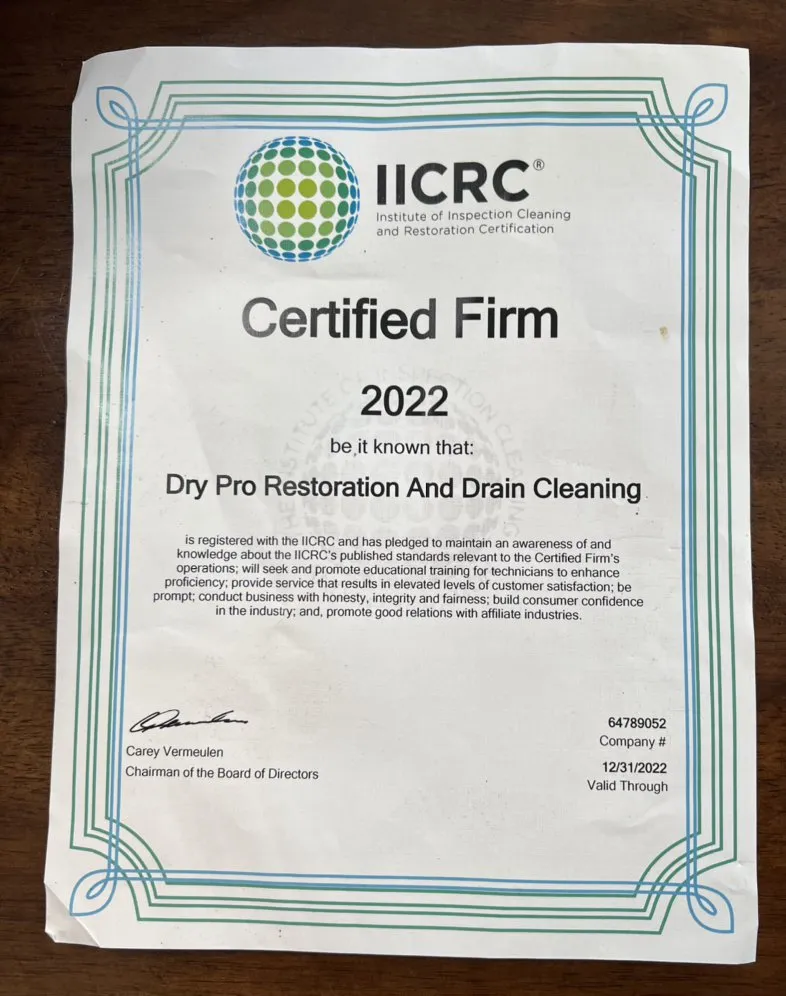 IICRC®
Institute of Inspection Cleaning
and Restoration Certification
Certified Firm
2022
be it known that:
Dry Pro Restoration And Drain Cleaning
is registered with the IICRC and has pledged to maintain an awareness of and
knowledge about the IICRC's published standards relevant to the Certified Firm's
operations; will seek and promote educational training for technicians to enhance
proficiency; provide service that results in elevated levels of customer satisfaction; be
prompt; conduct business with honesty, integrity and fairness; build consumer confidence
in the industry; and, promote good relations with affiliate industries.
Carey Vermeulen
Chairman of the Board of Directors
64789052
Company #
12/31/2022
Valid Through